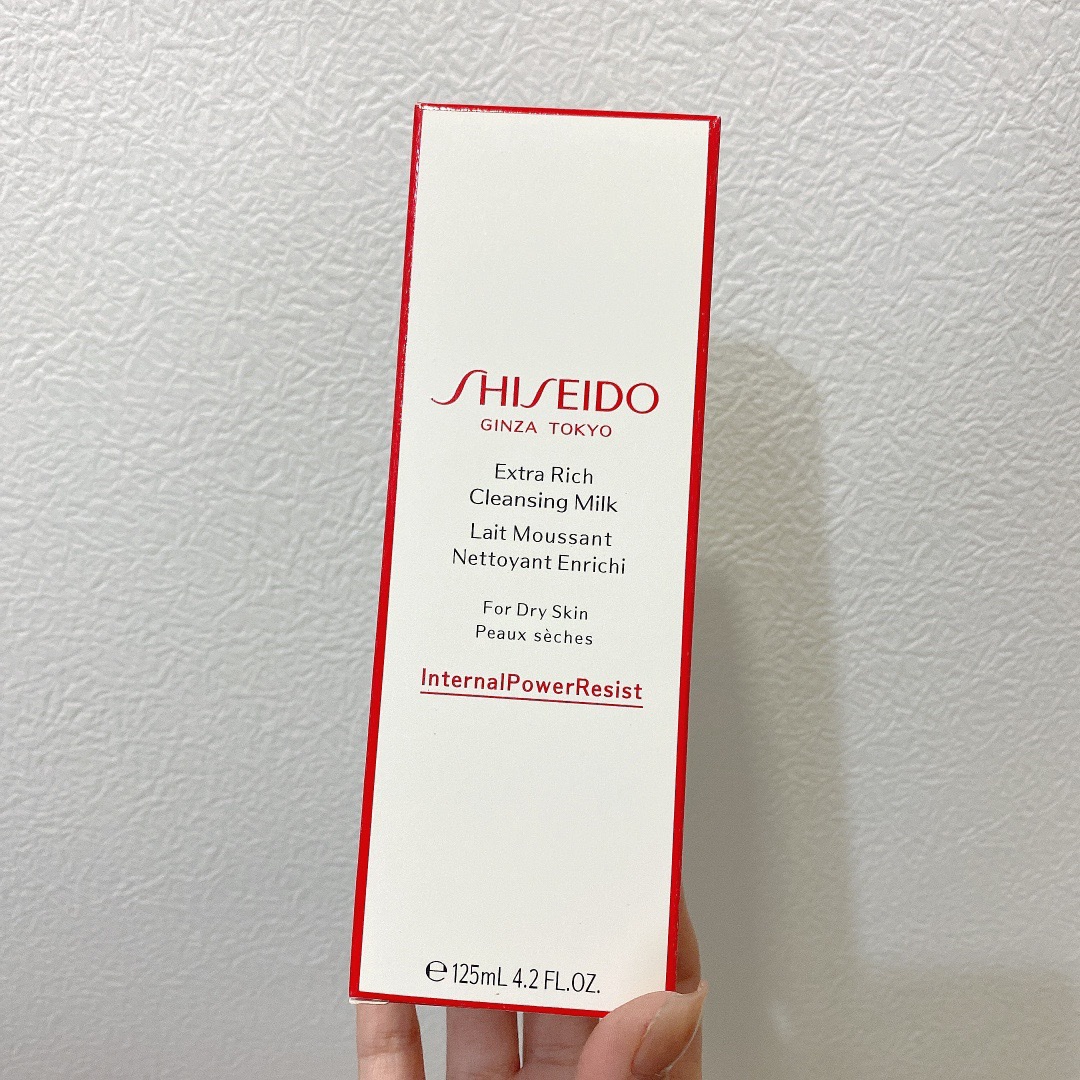 SHISEIDO
GINZA TOKYO
Extra Rich
Cleansing Milk
Lait Moussant
Nettoyant Enrichi
For Dry Skin
Peaux sèches
InternalPowerResist
℮125mL 4.2 FL.OZ.